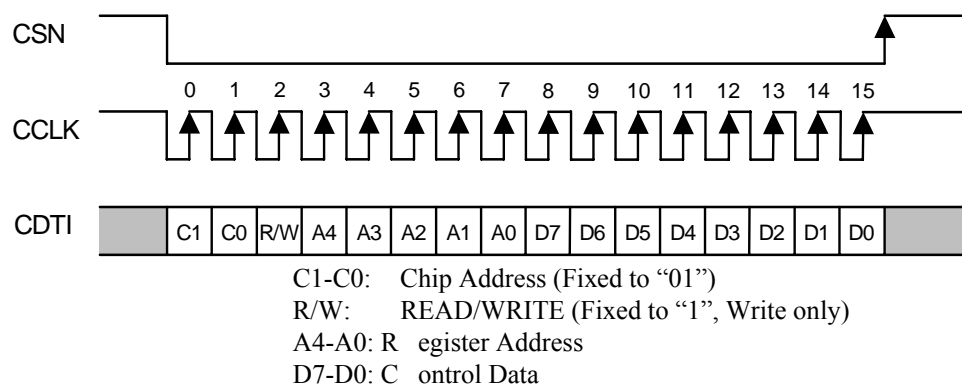 CSN
0 1 2 3 4 5 6 7 8 9 10 11 12 13 14 15
CCLK
CDTI C1 C0 R/W A4 A3 A2 A1 A0 D7 D6 D5 D4 D3 D2 D1 D0
C1-C0: Chip Address (Fixed to “01”)
R/W: READ/WRITE (Fixed to “1”, Write only)
A4-A0: R egister Address
D7-D0: C ontrol Data